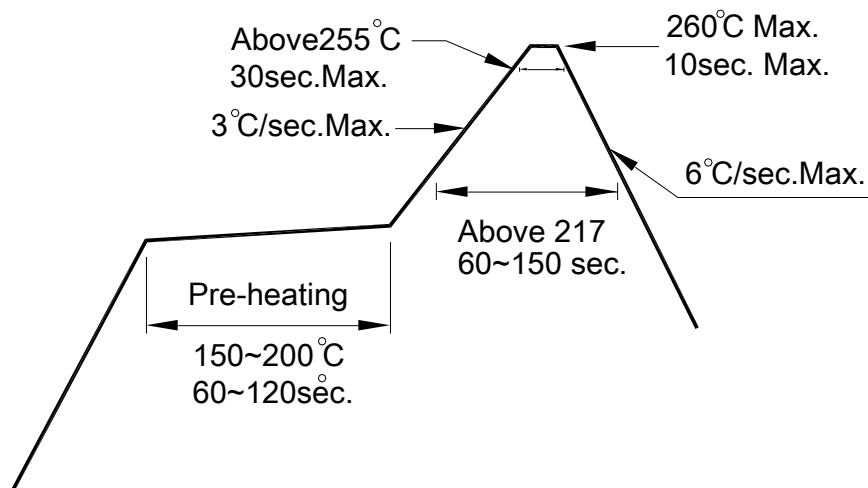 Above255°C
30sec.Max.
260°C Max.
10sec. Max.
3°C/sec.Max.
6°C/sec.Max.
Above 217
60~150 sec.
Pre-heating
150~200°C
60~120sec.